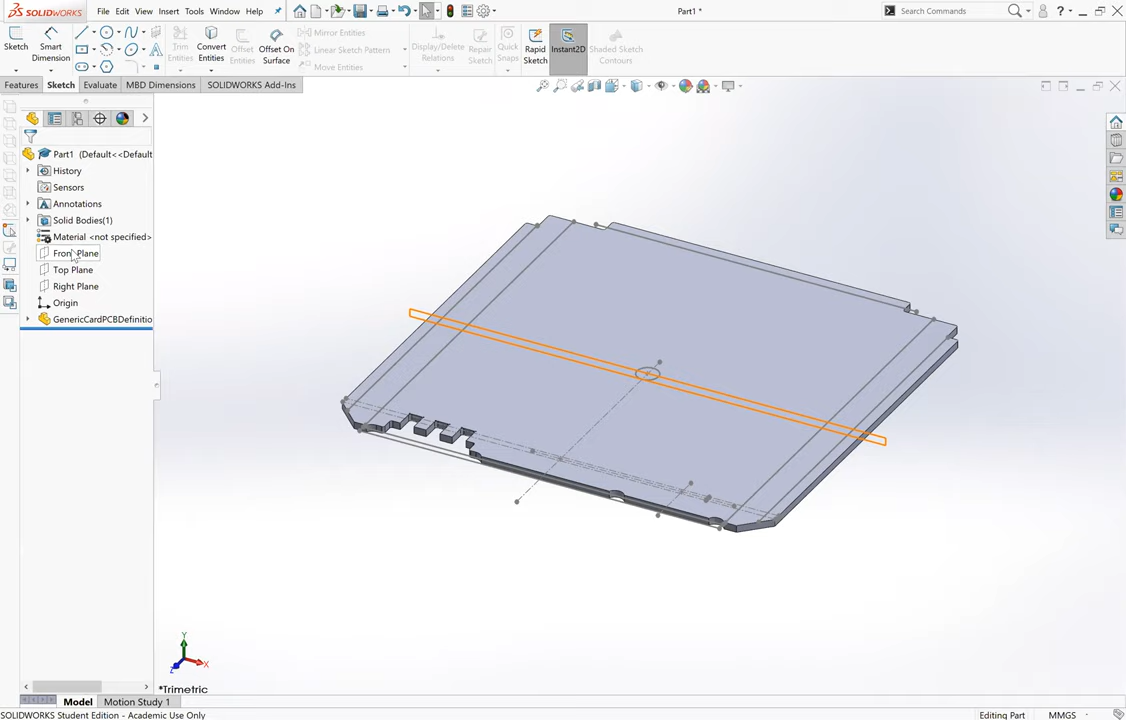 SOLIDWORKS File Edit View Insert Tools Window Help Part1 * Search Commands
Sketch Smart Dimension Trim Entities Convert Entities Offset Entities Offset On Surface Mirror Entities Linear Sketch Pattern Move Entities Display/Delete Relations Repair Sketch Quick Snaps Rapid Sketch Instant2D Shaded Sketch Contours
Features Sketch Evaluate MBD Dimensions SOLIDWORKS Add-Ins
Part1 (Default<<Default
History
Sensors
Annotations
Solid Bodies(1)
Material <not specified>
Front Plane
Top Plane
Right Plane
Origin
GenericCardPCBDefinitio
Y
X
Z
*Trimetric
Model Motion Study 1
SOLIDWORKS Student Edition - Academic Use Only Editing Part MMGS